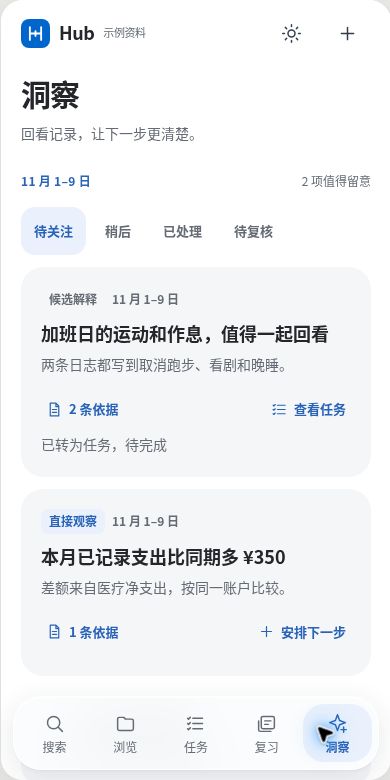 Hub 示例资料
洞察
回看记录，让下一步更清楚。
11 月 1–9 日 2 项值得留意
待关注 稍后 已处理 待复核
候选解释 11 月 1–9 日
加班日的运动和作息，值得一起回看
两条日志都写到取消跑步、看剧和晚睡。
2 条依据 查看任务
已转为任务，待完成
直接观察 11 月 1–9 日
本月已记录支出比同期多 ¥350
差额来自医疗净支出，按同一账户比较。
1 条依据 安排下一步
搜索 浏览 任务 复习 洞察